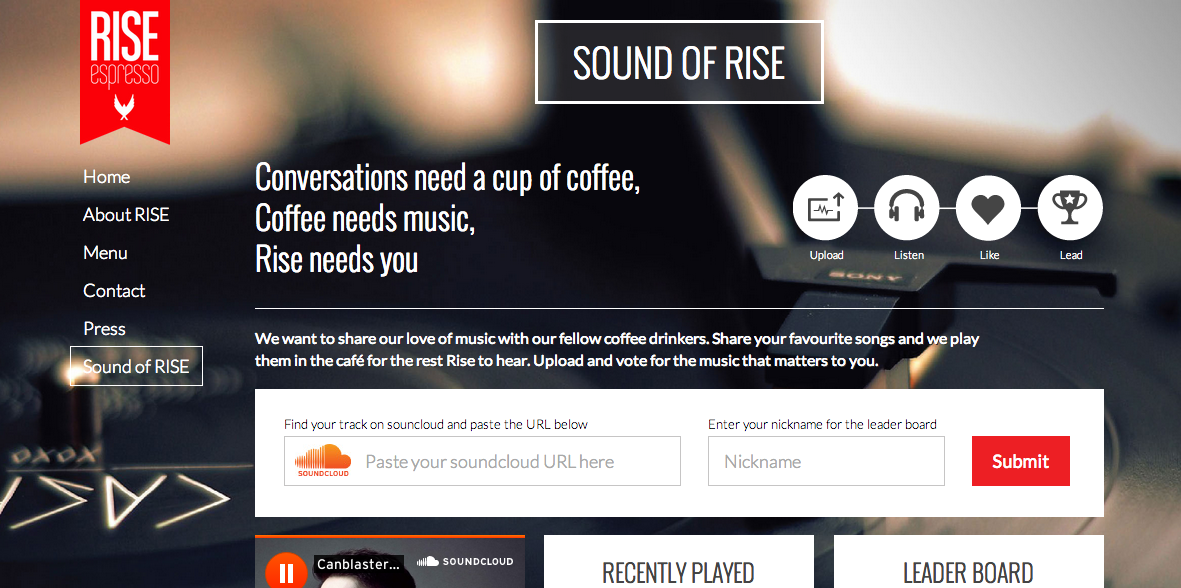 RISE
espresso
SOUND OF RISE
Home
About RISE
Menu
Contact
Press
Sound of RISE
Conversations need a cup of coffee,
Coffee needs music,
Rise needs you
Upload
Listen
Like
Lead
SONY
We want to share our love of music with our fellow coffee drinkers. Share your favourite songs and we play
them in the café for the rest Rise to hear. Upload and vote for the music that matters to you.
Find your track on souncloud and paste the URL below
SOUNDCLOUD
Paste your soundcloud URL here
Enter your nickname for the leader board
Nickname
Submit
Canblaster...
SOUNDCLOUD
RECENTLY PLAYED
LEADER BOARD